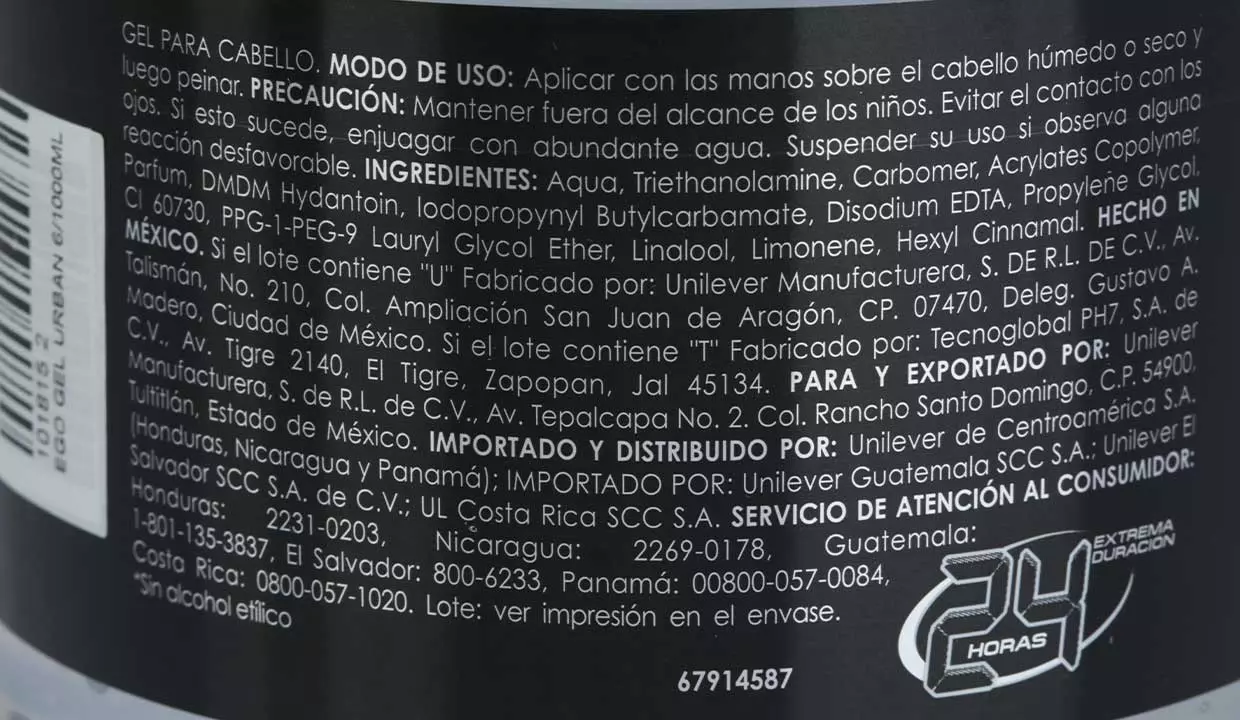 GEL PARA CABELLO. MODO DE USO: Aplicar con las manos sobre el cabello húmedo o seco y
luego peinar. PRECAUCIÓN: Mantener fuera del alcance de los niños. Evitar el contacto con los
ojos. Si esto sucede, enjuagar con abundante agua. Suspender su uso si observa alguna
reacción desfavorable. INGREDIENTES: Aqua, Triethanolamine, Carbomer, Acrylates Copolymer,
Parfum, DMDM Hydantoin, Iodopropynyl Butylcarbamate, Disodium EDTA, Propylene Glycol,
CI 60730, PPG-1-PEG-9 Lauryl Glycol Ether, Linalool, Limonene, Hexyl Cinnamal. HECHO EN
MÉXICO. Si el lote contiene "U" Fabricado por: Unilever Manufacturera, S. DE R.L. DE C.V., Av.
Talismán, No. 210, Col. Ampliación San Juan de Aragón, CP. 07470, Deleg. Gustavo A.
Madero, Ciudad de México. Si el lote contiene "T" Fabricado por: Tecnoglobal PH7, S.A. de
C.V., Av. Tigre 2140, El Tigre, Zapopan, Jal 45134. PARA Y EXPORTADO POR: Unilever
Manufacturera, S. de R.L. de C.V., Av. Tepalcapa No. 2. Col. Rancho Santo Domingo, C.P. 54900,
Tultitlán, Estado de México. IMPORTADO Y DISTRIBUIDO POR: Unilever de Centroamérica S.A.
(Honduras, Nicaragua y Panamá); IMPORTADO POR: Unilever Guatemala SCC S.A.; Unilever El
Salvador SCC S.A. de C.V.; UL Costa Rica SCC S.A. SERVICIO DE ATENCIÓN AL CONSUMIDOR:
Honduras: 2231-0203, Nicaragua: 2269-0178, Guatemala:
1-801-135-3837, El Salvador: 800-6233, Panamá: 00800-057-0084,
Costa Rica: 0800-057-1020. Lote: ver impresión en el envase.
*Sin alcohol etílico
24 HORAS
EXTREMA
DURACIÓN
67914587
101815 2
EGO GEL URBAN 6/1000ML